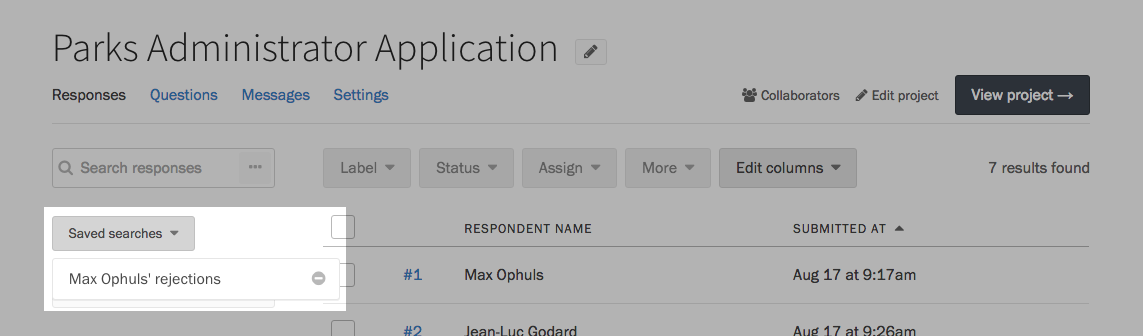 Parks Administrator Application
Responses Questions Messages Settings
Collaborators Edit project View project →
Search responses ··· Label Status Assign More Edit columns 7 results found
Saved searches RESPONDENT NAME SUBMITTED AT
Max Ophuls' rejections #1 Max Ophuls Aug 17 at 9:17am
#2 Jean-Luc Godard Aug 17 at 9:26am